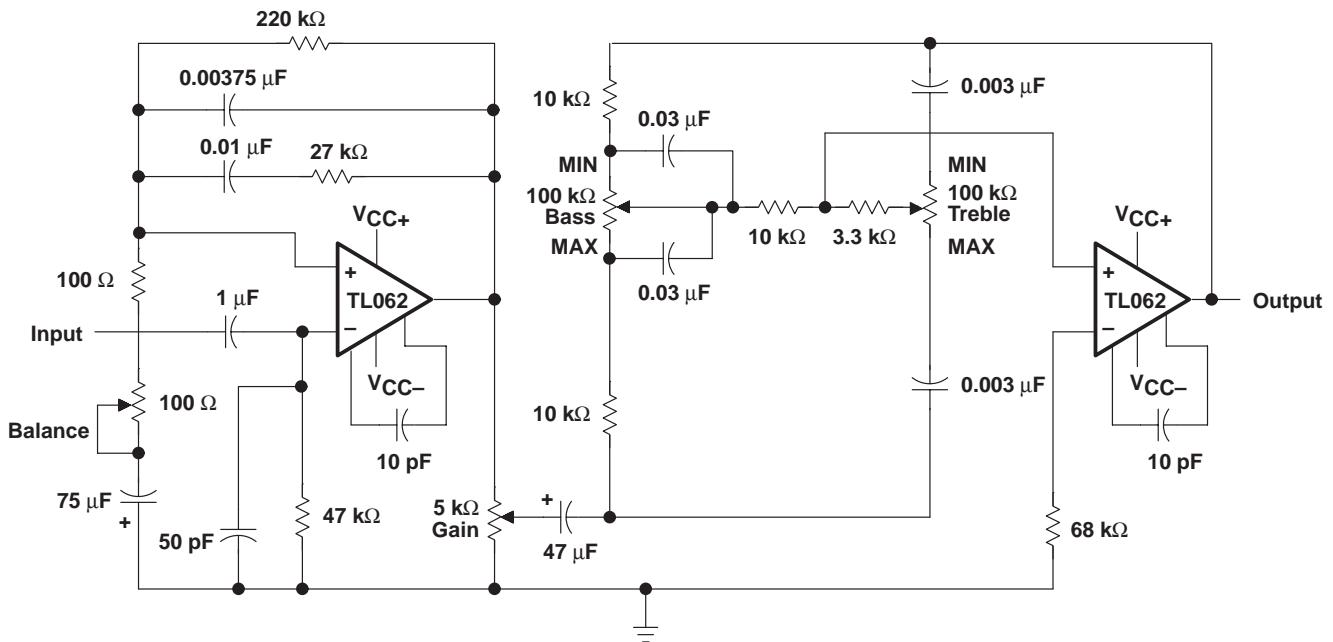 220 kΩ
0.00375 μF
0.01 μF
27 kΩ
VCC+
100 Ω
1 μF
+
TL062
−
Input
VCC−
100 Ω
Balance
10 pF
75 μF
+
50 pF
47 kΩ
5 kΩ
Gain
+
47 μF
10 kΩ
0.03 μF
MIN
100 kΩ
Bass
MAX
0.03 μF
10 kΩ
10 kΩ
3.3 kΩ
0.003 μF
MIN
100 kΩ
Treble
MAX
0.003 μF
VCC+
+
TL062
−
Output
VCC−
10 pF
68 kΩ